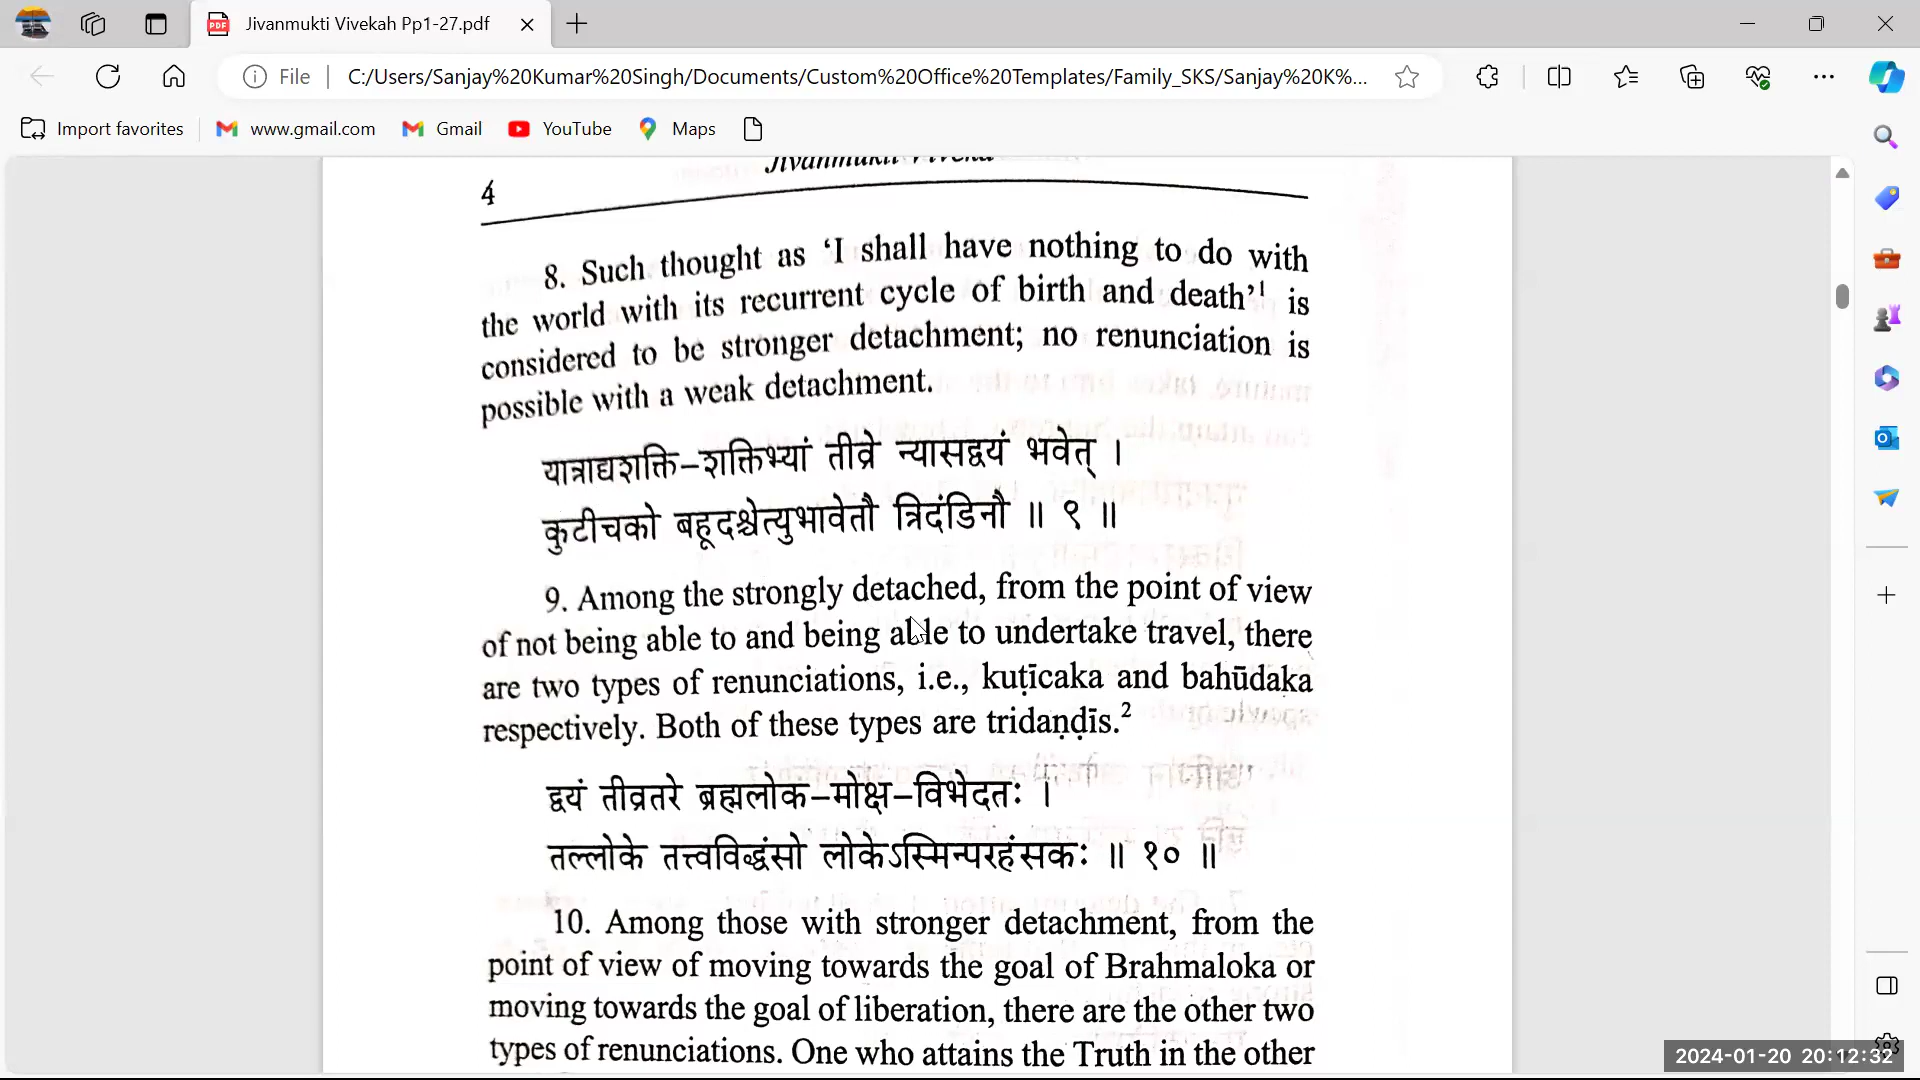 Jivanmukti Vivekah Pp1-27.pdf
File
C:/Users/Sanjay%20Kumar%20Singh/Documents/Custom%20Office%20Templates/Family_SKS/Sanjay%20K%...
Import favorites
www.gmail.com
Gmail
YouTube
Maps
Jivanmukti Viveka
4
8. Such thought as ‘I shall have nothing to do with
the world with its recurrent cycle of birth and death’1 is
considered to be stronger detachment; no renunciation is
possible with a weak detachment.
यात्राद्यशक्ति–शक्तिभ्यां तीव्रे न्यासद्वयं भवेत् ।
कुटीचको बहूदश्चेत्युभावेतौ त्रिदंडिनौ ॥ ९ ॥
9. Among the strongly detached, from the point of view
of not being able to and being able to undertake travel, there
are two types of renunciations, i.e., kuṭīcaka and bahūdaka
respectively. Both of these types are tridaṇḍīs.2
द्वयं तीव्रतरे ब्रह्मलोक–मोक्ष–विभेदतः ।
तल्लोके तत्त्वविद्धंसो लोकेऽस्मिन्परहंसकः ॥ १० ॥
10. Among those with stronger detachment, from the
point of view of moving towards the goal of Brahmaloka or
moving towards the goal of liberation, there are the other two
types of renunciations. One who attains the Truth in the other
2024-01-20 20:12:32